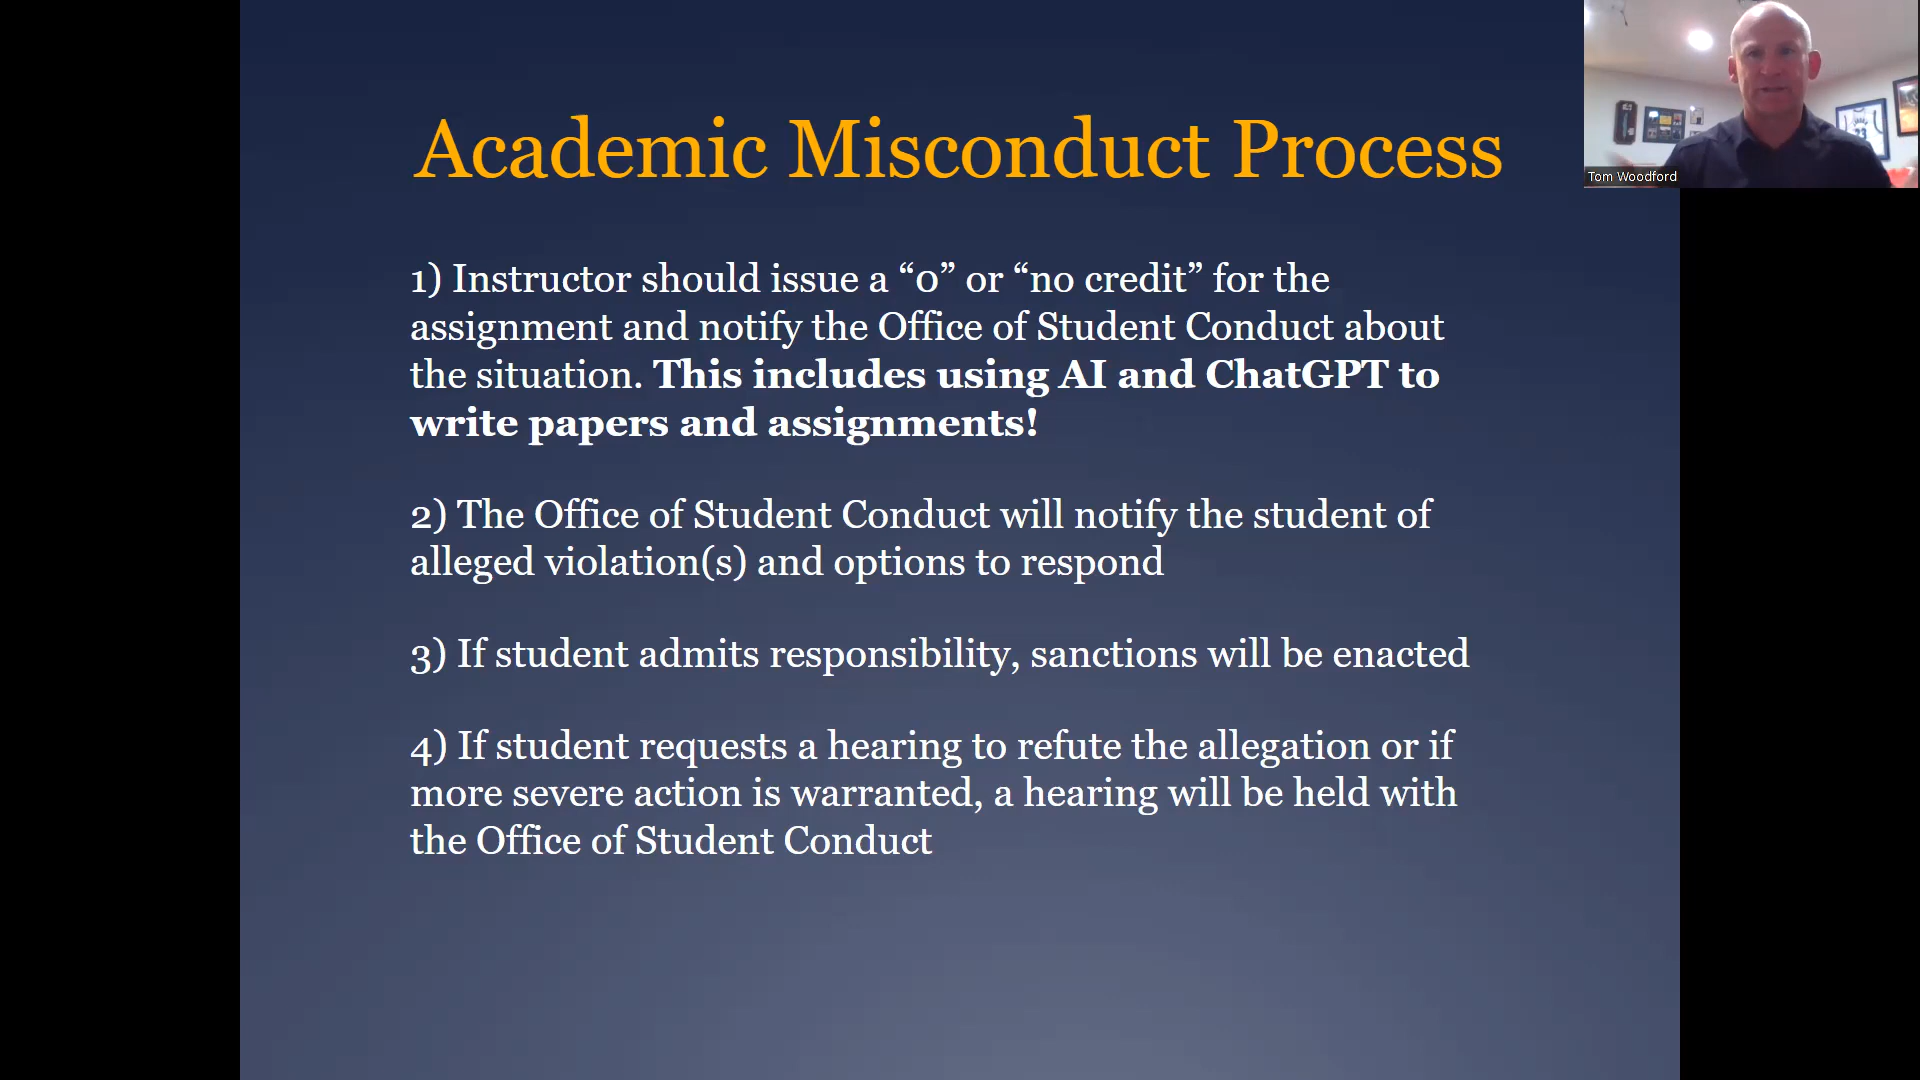 Academic Misconduct Process
Tom Woodford
1) Instructor should issue a “0” or “no credit” for the
assignment and notify the Office of Student Conduct about
the situation. This includes using AI and ChatGPT to
write papers and assignments!
2) The Office of Student Conduct will notify the student of
alleged violation(s) and options to respond
3) If student admits responsibility, sanctions will be enacted
4) If student requests a hearing to refute the allegation or if
more severe action is warranted, a hearing will be held with
the Office of Student Conduct